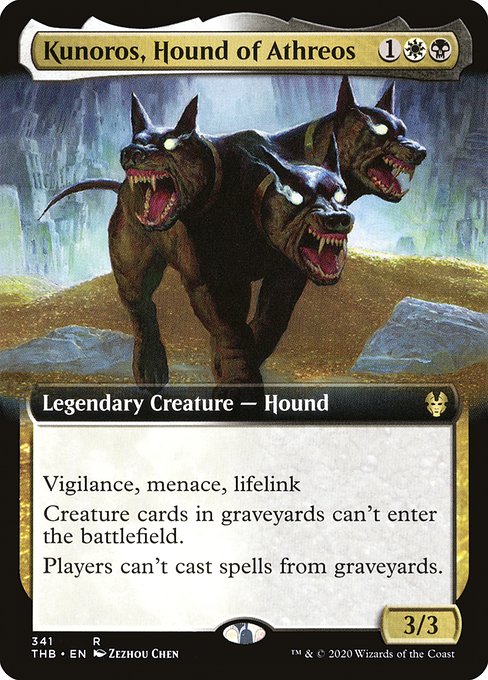 Kunoros, Hound of Athreos 1
Legendary Creature — Hound
Vigilance, menace, lifelink
Creature cards in graveyards can't enter
the battlefield.
Players can't cast spells from graveyards.
3/3
341 R
THB • EN Zezhou Chen ™ & © 2020 Wizards of the Coast